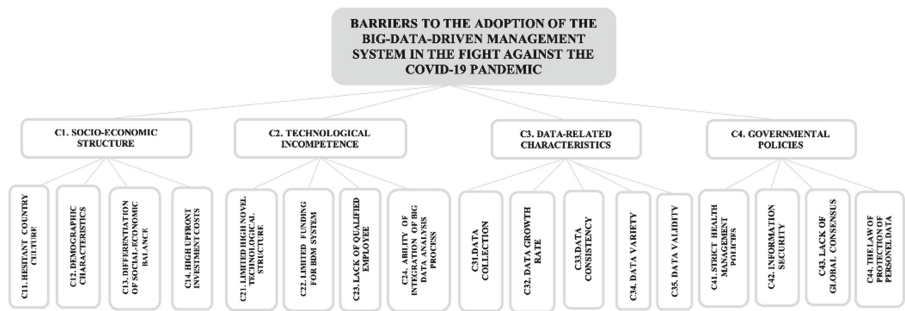 BARRIERS TO THE ADOPTION OF THE
BIG-DATA-DRIVEN MANAGEMENT
SYSTEM IN THE FIGHT AGAINST THE
COVID-19 PANDEMIC
C1. SOCIO-ECONOMIC
STRUCTURE
C2. TECHNOLOGICAL
INCOMPETENCE
C3. DATA-RELATED
CHARACTERISTICS
C4. GOVERNMENTAL
POLICIES
C11. HESITANT COUNTRY
CULTURE
C12. DEMOGRAPHIC
CHARACTERISTICS
C13. DIFFERENTIATION
OF SOCIAL-ECONOMIC
BALANCE
C14. HIGH UPFRONT
INVESTMENT COSTS
C21. LIMITED HIGH NOVEL
TECHNOLOGICAL
STRUCTURE
C22. LIMITED FUNDING
FOR BDM SYSTEM
C23. LACK OF QUALIFIED
EMPLOYEE
C24. ABILITY OF
INTEGRATION OF BIG
DATA ANALYSIS
PROCESS
C31.DATA
COLLECTION
C32. DATA GROWTH
RATE
C33.DATA
CONSISTENCY
C34. DATA VARIETY
C35. DATA VALIDITY
C41. STRICT HEALTH
MANAGEMENT
POLICIES
C42. INFORMATION
SECURITY
C43. LACK OF
GLOBAL CONSENSUS
C44. THE LAW OF
PROTECTION OF
PERSONEL DATA